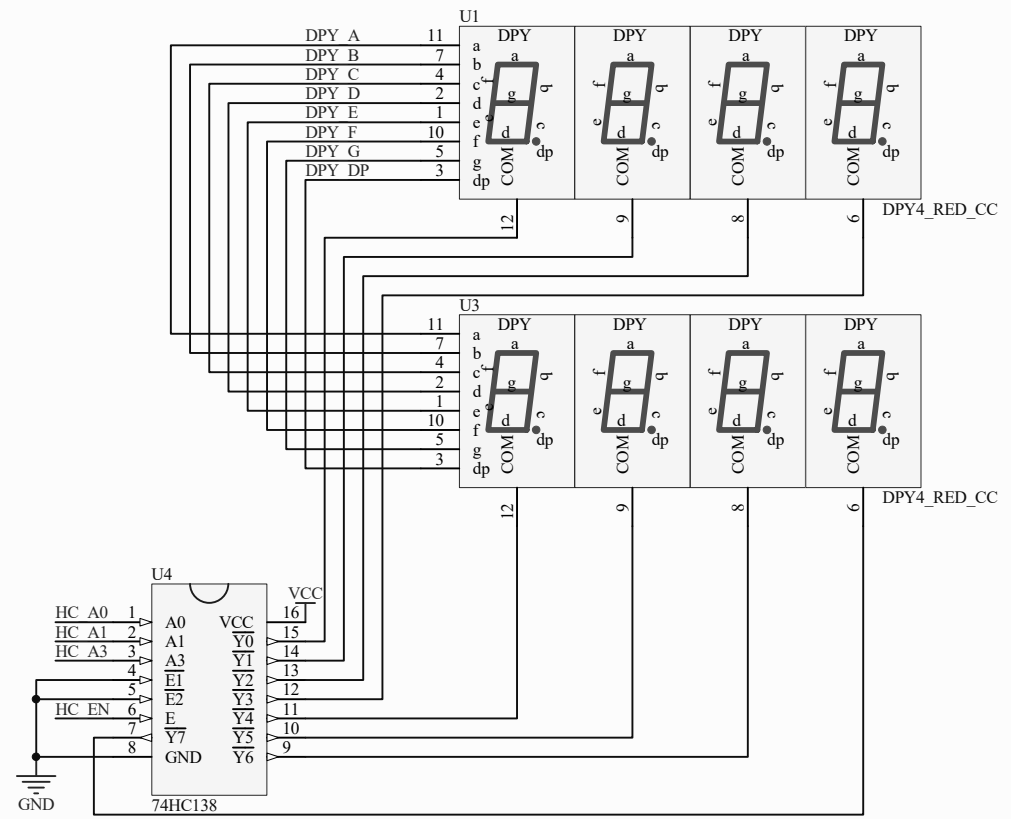 U1
DPY_A 11 a DPY DPY DPY DPY
DPY_B 7 b a a a a
DPY_C 4 c f b f b f b f b
DPY_D 2 d g g g g
DPY_E 1 e e c e c e c e c
DPY_F 10 f d d d d
DPY_G 5 g dp dp dp dp
DPY_DP 3 dp COM COM COM COM
12 9 8 6
DPY4_RED_CC
U3
11 a DPY DPY DPY DPY
7 b a a a a
4 c f b f b f b f b
2 d g g g g
1 e e c e c e c e c
10 f d d d d
5 g dp dp dp dp
3 dp COM COM COM COM
12 9 8 6
DPY4_RED_CC
U4
VCC
HC_A0 1 A0 VCC 16
HC_A1 2 A1 Y0 15
HC_A3 3 A3 Y1 14
4 E1 Y2 13
5 E2 Y3 12
HC_EN 6 E Y4 11
7 Y7 Y5 10
8 GND Y6 9
GND
74HC138